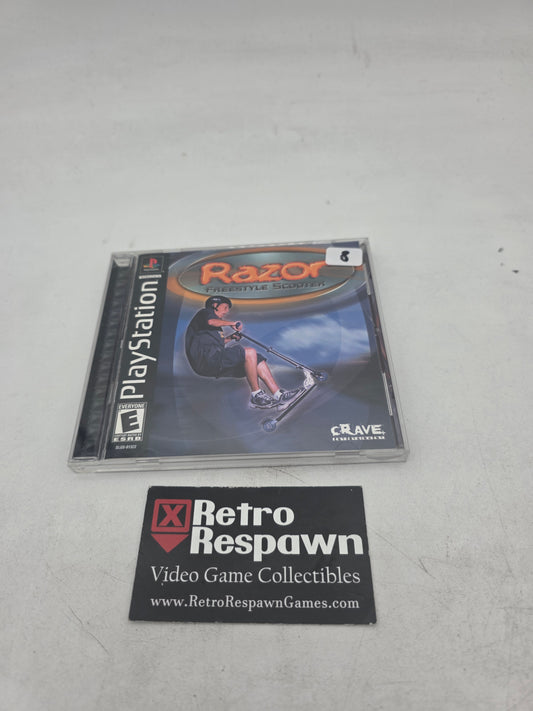 8
Razor
FREESTYLE SCOOTER
PlayStation
EVERYONE
E
ESRB
CRAVE
Retro
Respawn
Video Game Collectibles
www.RetroRespawnGames.com